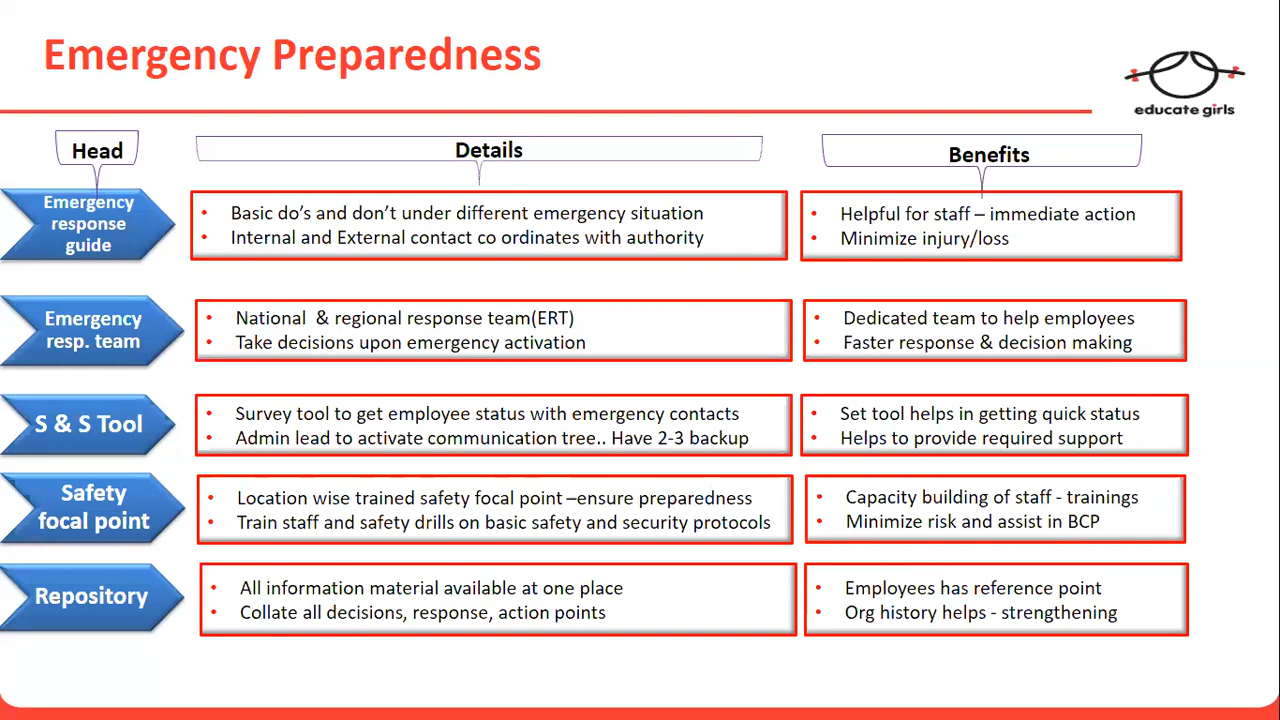 Emergency Preparedness
educate girls
Head
Details
Benefits
Emergency
response
guide
• Basic do's and don't under different emergency situation
• Internal and External contact co ordinates with authority
• Helpful for staff – immediate action
• Minimize injury/loss
Emergency
resp. team
• National & regional response team(ERT)
• Take decisions upon emergency activation
• Dedicated team to help employees
• Faster response & decision making
S & S Tool
• Survey tool to get employee status with emergency contacts
• Admin lead to activate communication tree.. Have 2-3 backup
• Set tool helps in getting quick status
• Helps to provide required support
Safety
focal point
• Location wise trained safety focal point –ensure preparedness
• Train staff and safety drills on basic safety and security protocols
• Capacity building of staff - trainings
• Minimize risk and assist in BCP
Repository
• All information material available at one place
• Collate all decisions, response, action points
• Employees has reference point
• Org history helps - strengthening